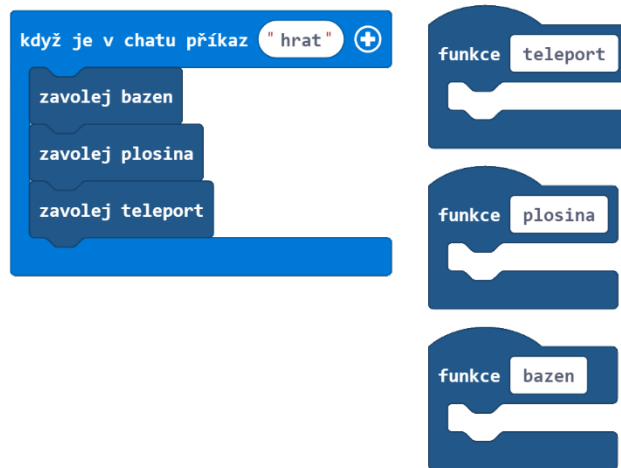 když je v chatu příkaz "hrat"
zavolej bazen
zavolej plosina
zavolej teleport
funkce teleport
funkce plosina
funkce bazen